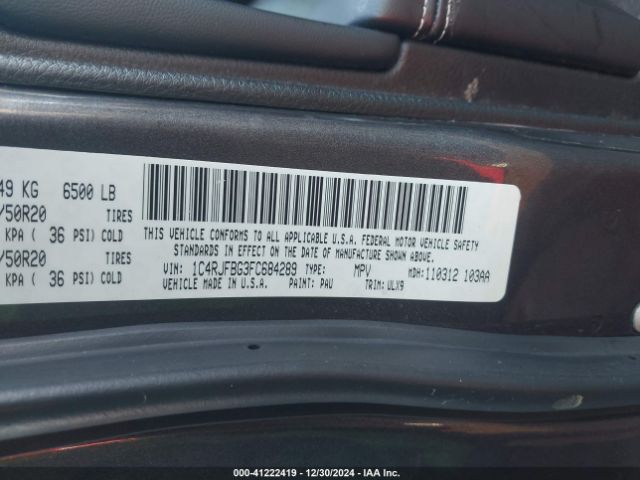 49 KG 6500 LB
/50R20 TIRES
KPA ( 36 PSI) COLD
/50R20 TIRES
KPA ( 36 PSI) COLD
THIS VEHICLE CONFORMS TO ALL APPLICABLE U.S.A. FEDERAL MOTOR VEHICLE SAFETY
STANDARDS IN EFFECT ON THE DATE OF MANUFACTURE SHOWN ABOVE.
VIN: 1C4RJFBG3FC684289 TYPE: MPV MDH: 110312 103AA
VEHICLE MADE IN U.S.A. PAINT: PAU TRIM: ULX9
000-41222419 - 12/30/2024 - IAA Inc.